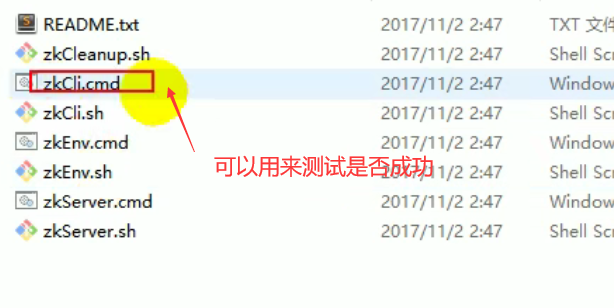 README.txt 2017/11/2 2:47 TXT 文件
zkCleanup.sh 2017/11/2 2:47 Shell Scr
zkCli.cmd 2017/11/2 2:47 Window
zkCli.sh 2017/11/2 2:47 Shell Scr
zkEnv.cmd 2017/11/2 2:47 Window
可以用来测试是否成功
zkEnv.sh 2017/11/2 2:47 Shell Scr
zkServer.cmd 2017/11/2 2:47 Window
zkServer.sh 2017/11/2 2:47 Shell Scr